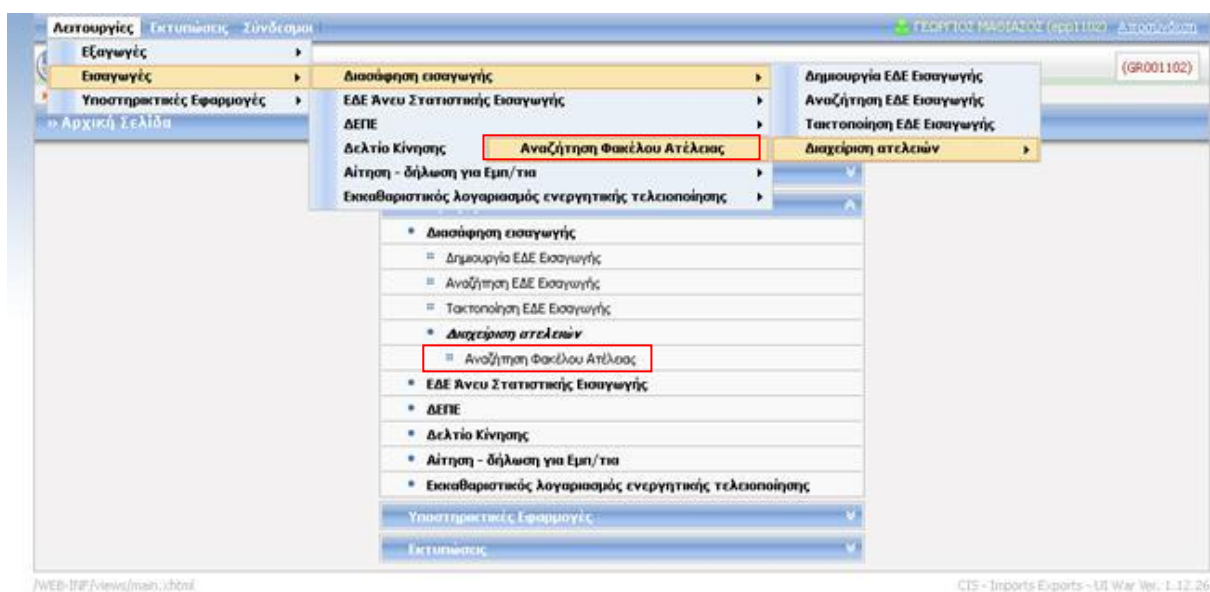 Λειτουργίες Εκτυπώσεις Σύνδεσμοι
ΓΕΩΡΓΙΟΣ ΜΑΘΙΑΣΟΣ (epp1102) Αποσύνδεση
Εξαγωγές
Εισαγωγές
Υποστηρικτικές Εφαρμογές
(GR001102)
» Αρχική Σελίδα
Διασάφηση εισαγωγής
ΕΔΕ Άνευ Στατιστικής Εισαγωγής
ΔΕΠΕ
Δελτίο Κίνησης
Αίτηση - δήλωση για Εμπ/τια
Εκκαθαριστικός λογαριασμός ενεργητικής τελειοποίησης
Δημιουργία ΕΔΕ Εισαγωγής
Αναζήτηση ΕΔΕ Εισαγωγής
Τακτοποίηση ΕΔΕ Εισαγωγής
Διαχείριση ατελειών
Αναζήτηση Φακέλου Ατέλειας
Διασάφηση εισαγωγής
Δημιουργία ΕΔΕ Εισαγωγής
Αναζήτηση ΕΔΕ Εισαγωγής
Τακτοποίηση ΕΔΕ Εισαγωγής
Διαχείριση ατελειών
Αναζήτηση Φακέλου Ατέλειας
ΕΔΕ Άνευ Στατιστικής Εισαγωγής
ΔΕΠΕ
Δελτίο Κίνησης
Αίτηση - δήλωση για Εμπ/τια
Εκκαθαριστικός λογαριασμός ενεργητικής τελειοποίησης
Υποστηρικτικές Εφαρμογές
Εκτυπώσεις
/WEB-INF/views/main.xhtml
CIS - Imports Exports - UI War Ver. 1.12.26